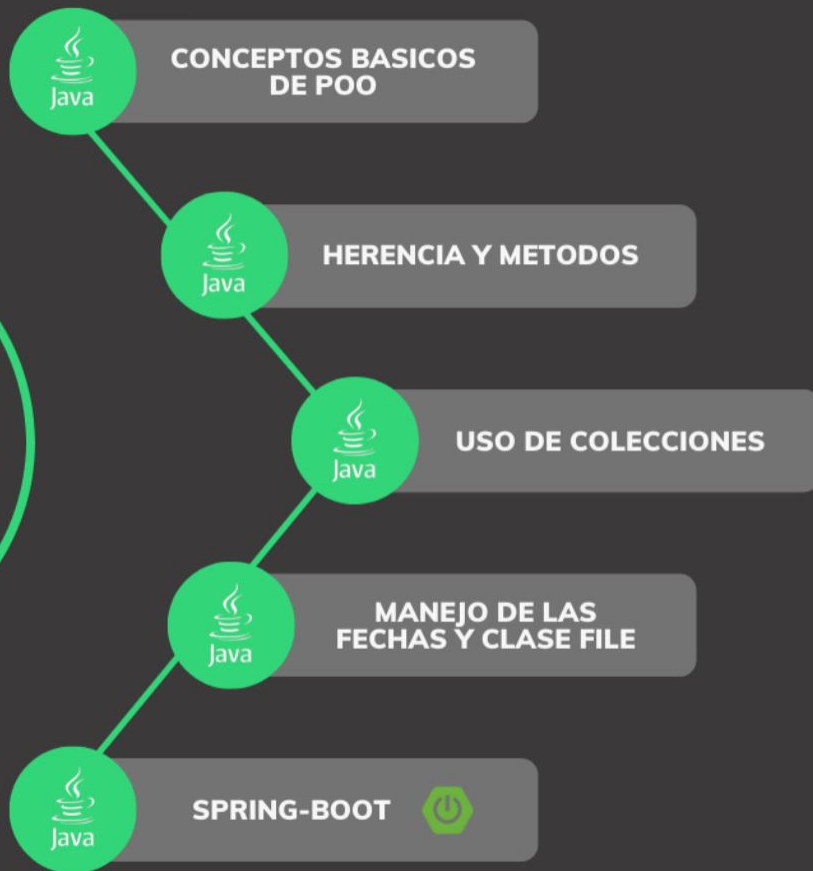 Java
CONCEPTOS BASICOS
DE POO
Java
HERENCIA Y METODOS
Java
USO DE COLECCIONES
Java
MANEJO DE LAS
FECHAS Y CLASE FILE
Java
SPRING-BOOT